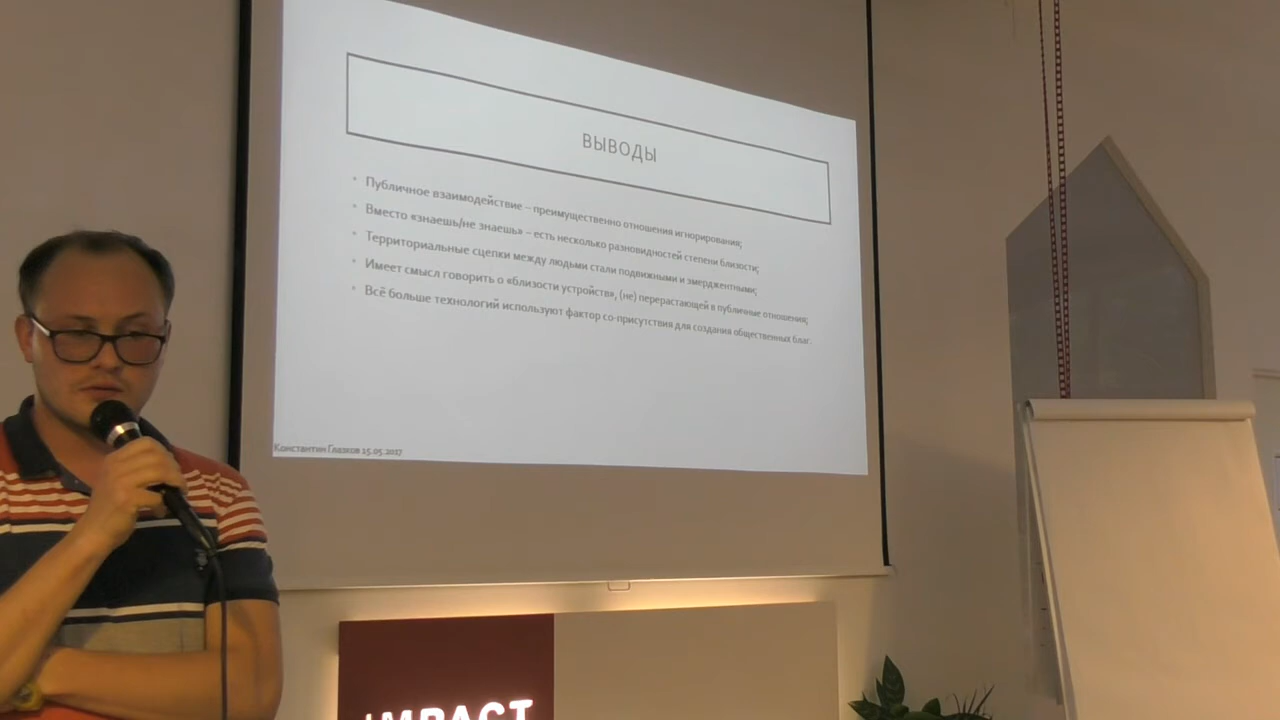 ВЫВОДЫ
Публичное взаимодействие – преимущественно отношения игнорирования;
Вместо «знаешь/не знаешь» – есть несколько разновидностей степени близости;
Территориальные сцепки между людьми стали подвижными и эмерджентными;
Имеет смысл говорить о «близости устройств», (не) перерастающей в публичные отношения;
Всё больше технологий используют фактор со-присутствия для создания общественных благ.
Константин Глазков 15.05.2017
IMPACT